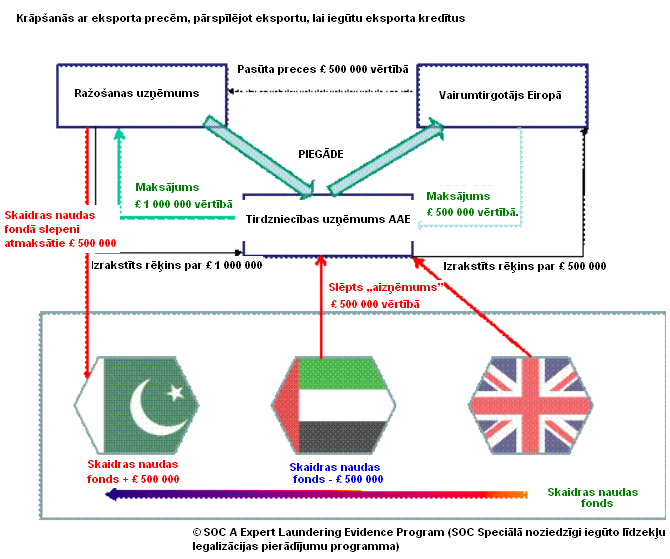 Krāpšanās ar eksporta precēm, pārspīlējot eksportu, lai iegūtu eksporta kredītus
Pasūta preces £ 500 000 vērtībā
Ražošanas uzņēmums
Vairumtirgotājs Eiropā
PIEGĀDE
Maksājums
£ 1 000 000 vērtībā
Maksājums
£ 500 000 vērtībā.
Tirdzniecības uzņēmums AAE
Skaidras naudas
fondā slepeni
atmaksātie £ 500 000
Izrakstīts rēķins par £ 1 000 000
Izrakstīts rēķins par £ 500 000
Slēpts „aizņēmums”
£ 500 000 vērtībā
Skaidras naudas
fonds + £ 500 000
Skaidras naudas
fonds - £ 500 000
Skaidras naudas
fonds
© SOC A Expert Laundering Evidence Program (SOC Speciālā noziedzīgi iegūto līdzekļu
legalizācijas pierādījumu programma)